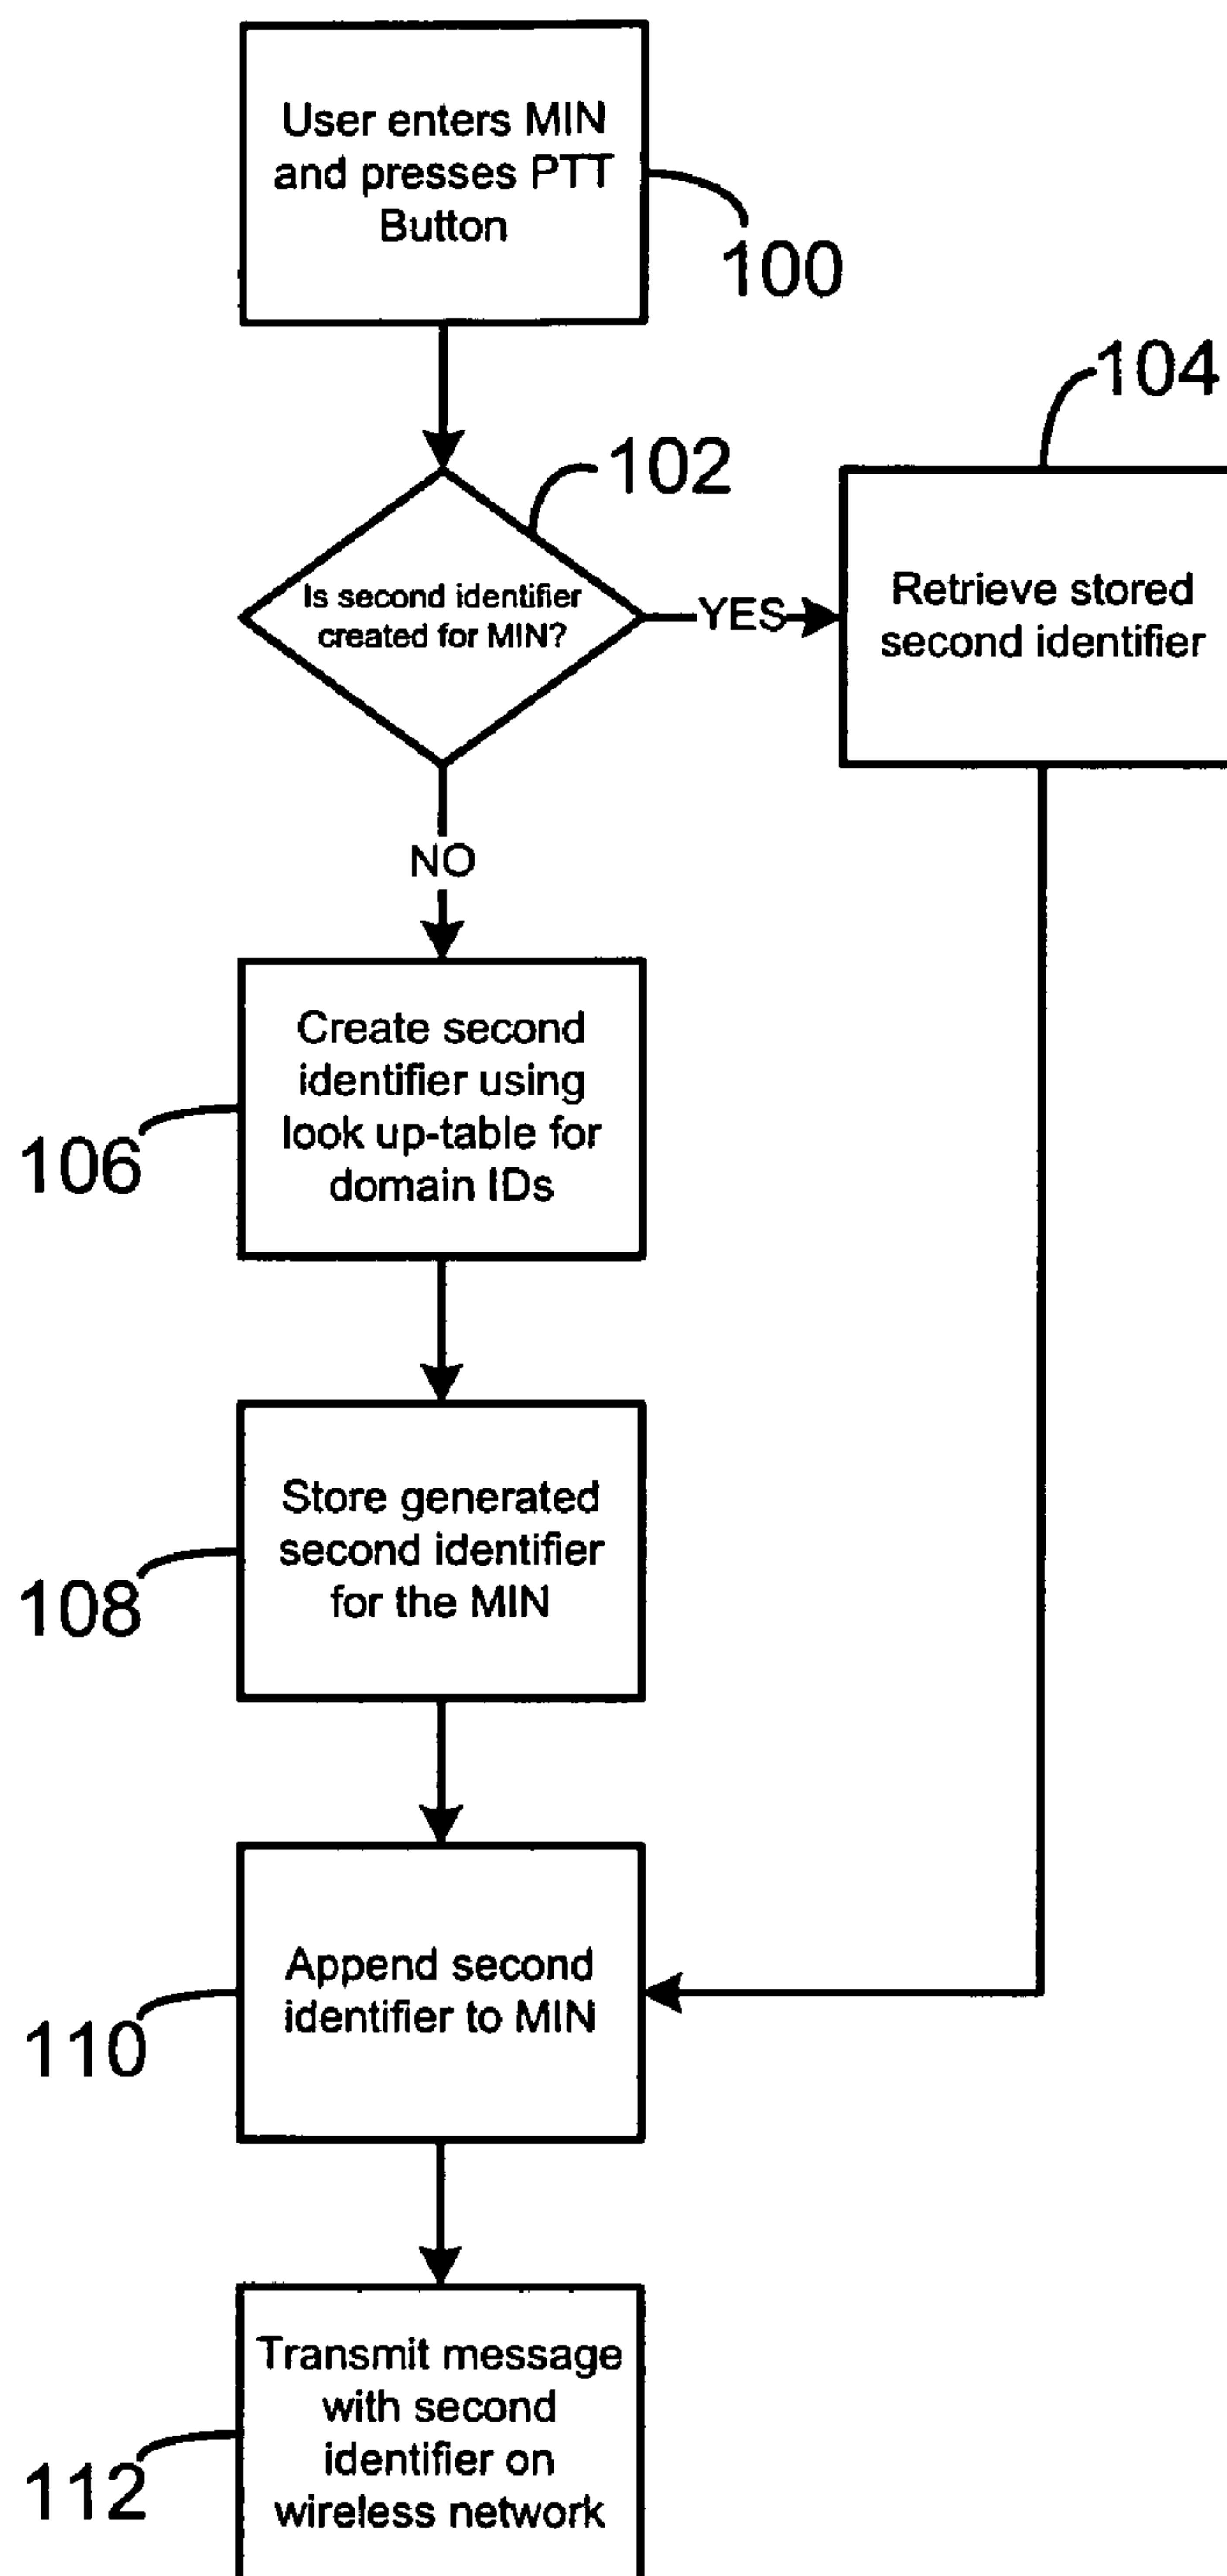 User enters MIN
and presses PTT
Button
100
102
104
Is second identifier
created for MIN?
YES
Retrieve stored
second identifier
NO
Create second
identifier using
look up-table for
domain IDs
106
Store generated
second identifier
for the MIN
108
Append second
identifier to MIN
110
Transmit message
with second
identifier on
wireless network
112